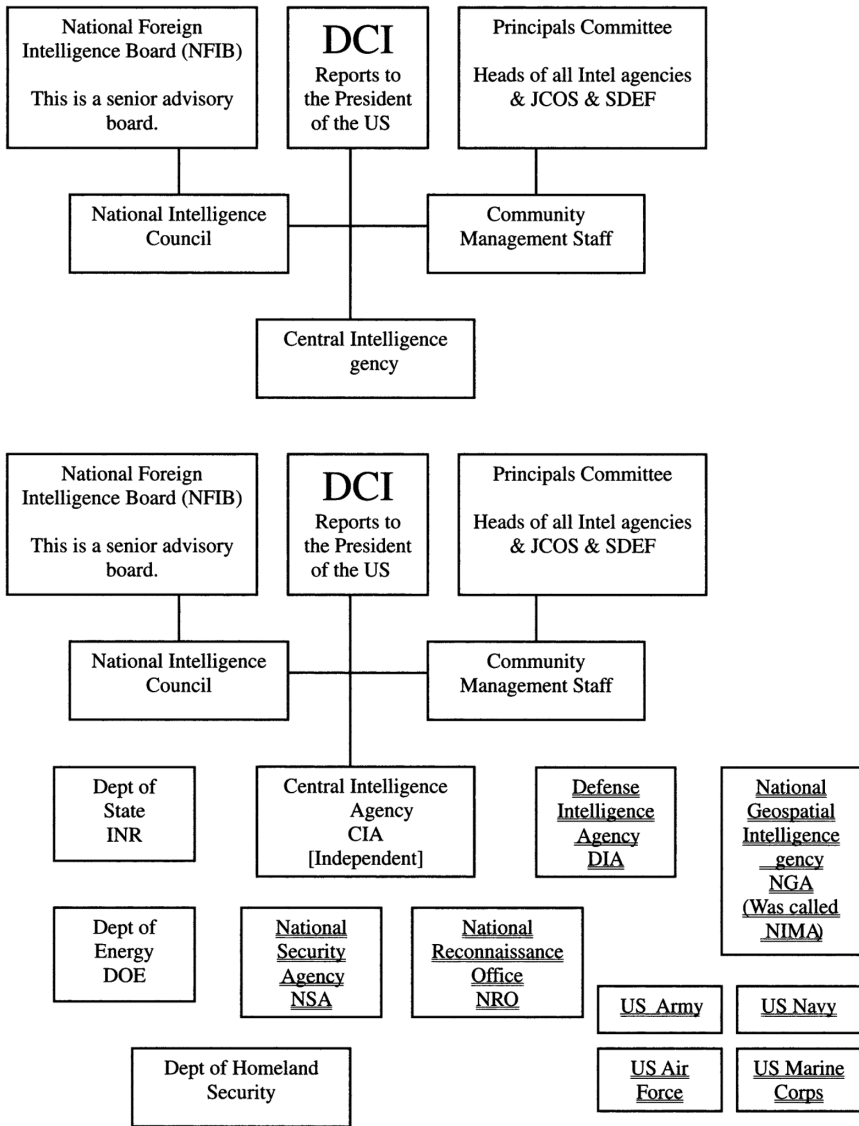 National Foreign
Intelligence Board (NFIB)
This is a senior advisory
board.
DCI
Reports to
the President
of the US
Principals Committee
Heads of all Intel agencies
& JCOS & SDEF
National Intelligence
Council
Community
Management Staff
Central Intelligence
gency
National Foreign
Intelligence Board (NFIB)
This is a senior advisory
board.
DCI
Reports to
the President
of the US
Principals Committee
Heads of all Intel agencies
& JCOS & SDEF
National Intelligence
Council
Community
Management Staff
Dept of
State
INR
Central Intelligence
Agency
CIA
[Independent]
Defense
Intelligence
Agency
DIA
National
Geospatial
Intelligence
gency
NGA
(Was called
NIMA)
Dept of
Energy
DOE
National
Security
Agency
NSA
National
Reconnaissance
Office
NRO
US Army
US Navy
Dept of Homeland
Security
US Air
Force
US Marine
Corps